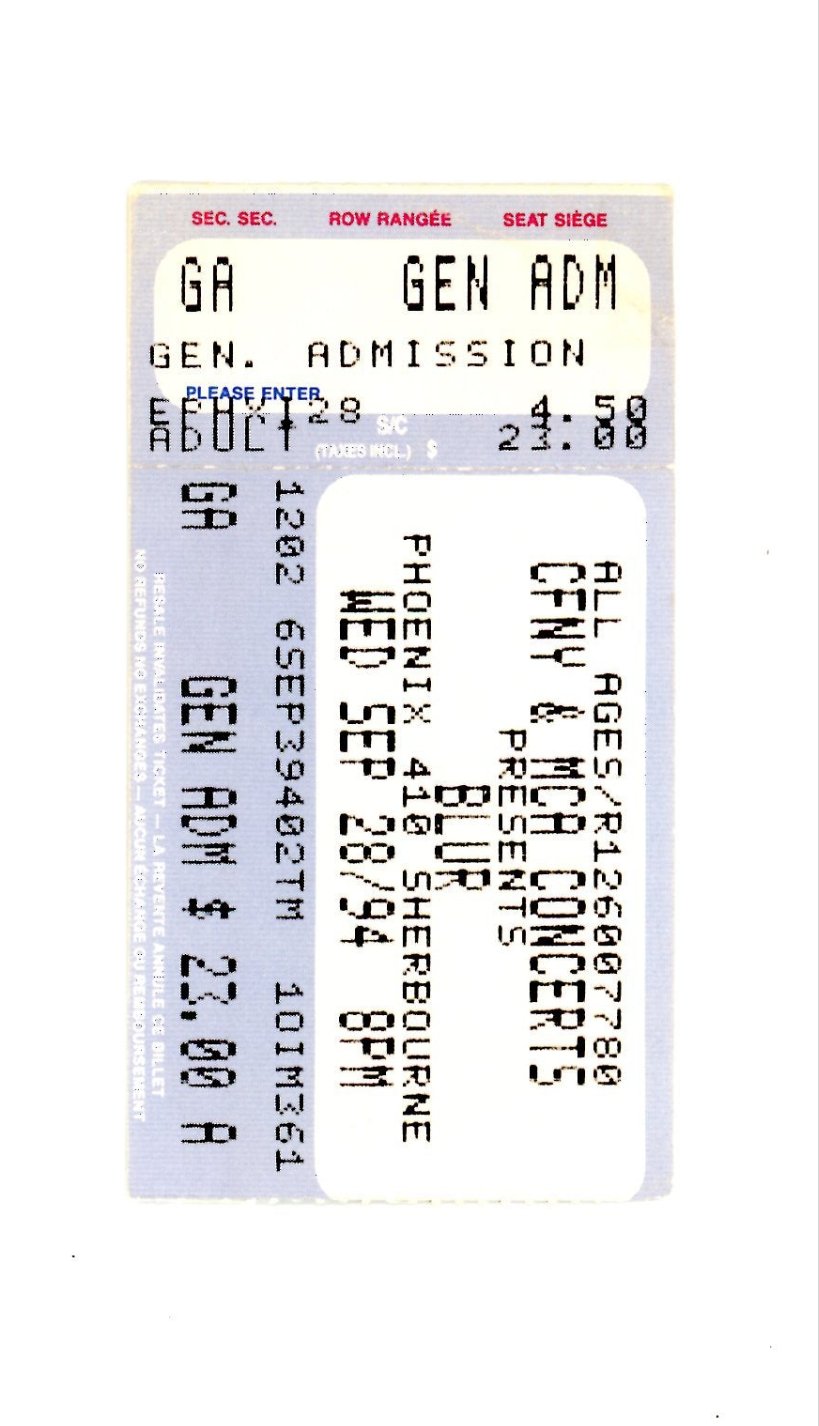 SEC. SEC. ROW RANGÉE SEAT SIÈGE
GA GEN ADM
GEN. ADMISSION
PLEASE ENTER
28 4.50
S/C
ADULT 23.00
(TAXES INCL.) $
ALL AGES/R126007780
CFNY & MCA CONCERTS
PRESENTS
BLUR
PHOENIX 410 SHERBOURNE
WED SEP 28/94 8PM
1202 6SEP39402TM 10IM361
GA GEN ADM $ 23.00 A
RESALE INVALIDATES TICKET — LA REVENTE ANNULE CE BILLET
NO REFUNDS NO EXCHANGES — AUCUN ÉCHANGE OU REMBOURSEMENT